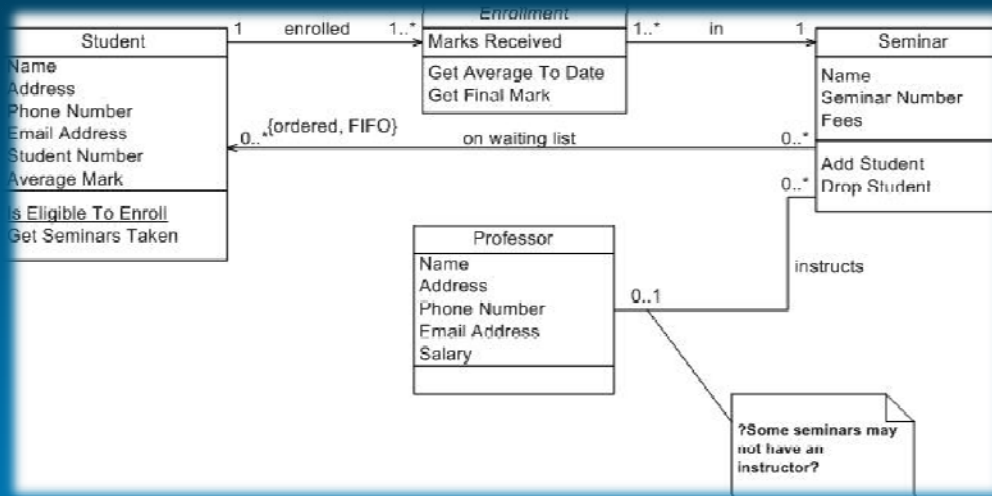 Enrollment
1 enrolled 1..*
1..* in 1
Student
Name
Address
Phone Number
Email Address
Student Number
Average Mark
Is Eligible To Enroll
Get Seminars Taken
Marks Received
Get Average To Date
Get Final Mark
Seminar
Name
Seminar Number
Fees
Add Student
Drop Student
0..* {ordered, FIFO} on waiting list 0..*
0..*
instructs
0..1
Professor
Name
Address
Phone Number
Email Address
Salary
?Some seminars may
not have an
instructor?